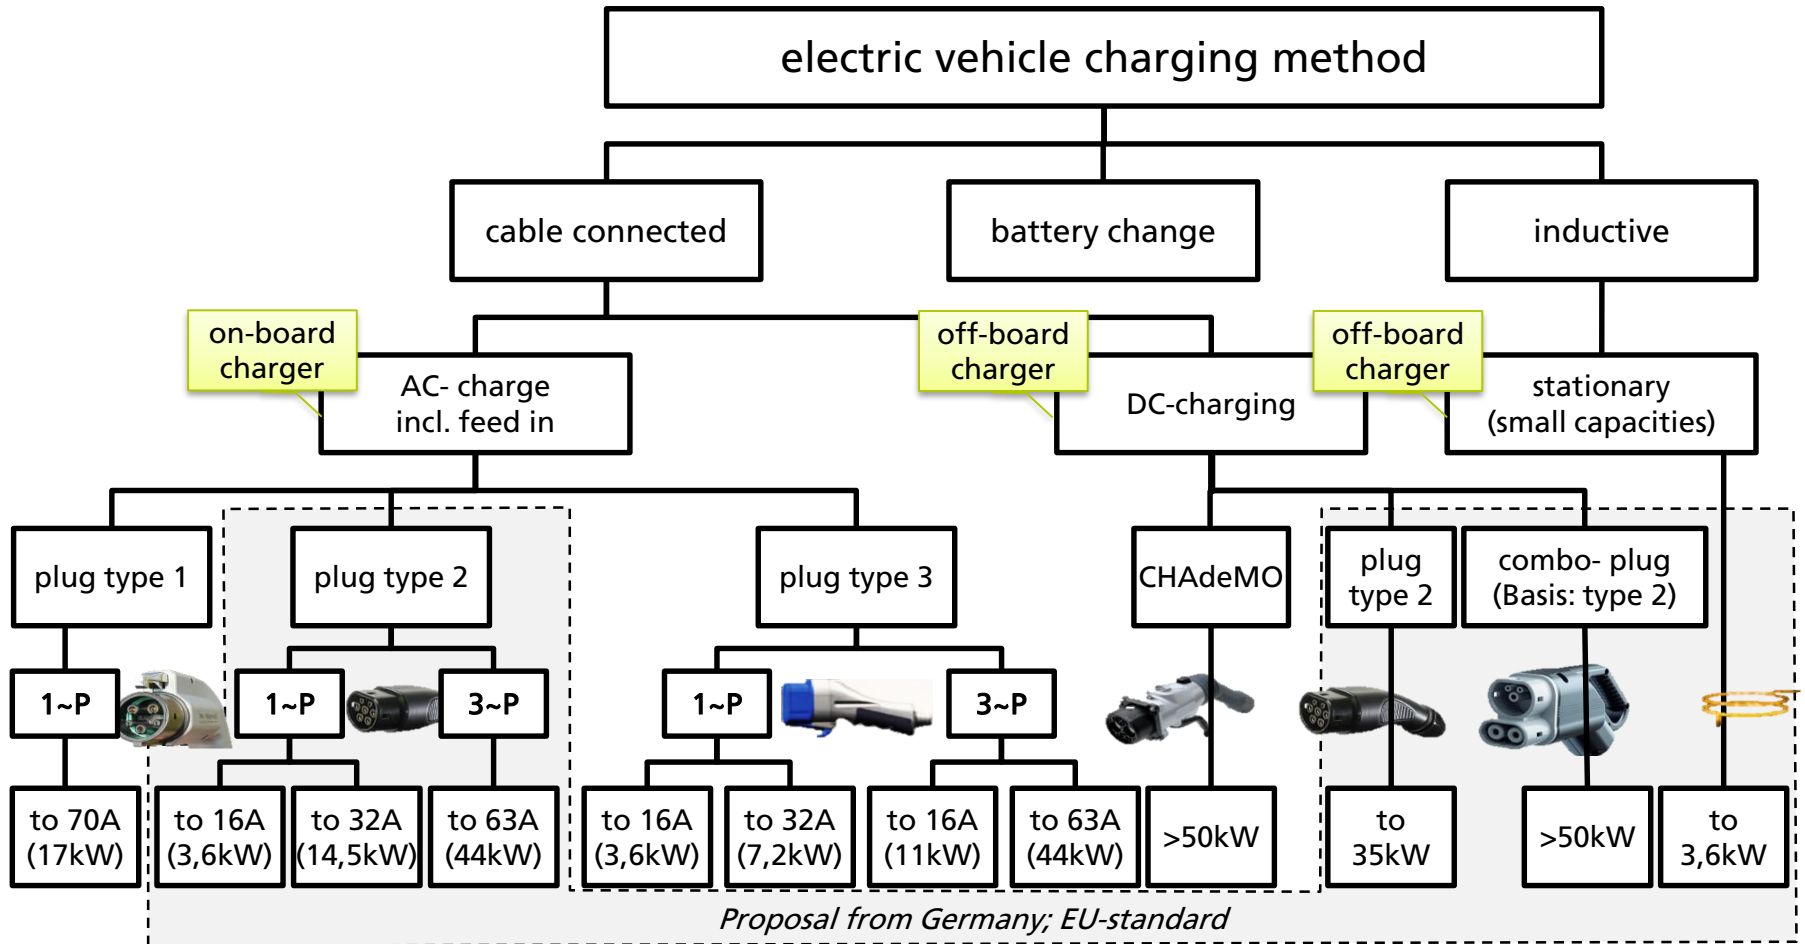 electric vehicle charging method
cable connected
battery change
inductive
on-board
charger
AC- charge
incl. feed in
off-board
charger
DC-charging
off-board
charger
stationary
(small capacities)
plug type 1
plug type 2
plug type 3
CHAdeMO
plug
type 2
combo- plug
(Basis: type 2)
1~P
1~P
3~P
1~P
3~P
to 70A
(17kW)
to 16A
(3,6kW)
to 32A
(14,5kW)
to 63A
(44kW)
to 16A
(3,6kW)
to 32A
(7,2kW)
to 16A
(11kW)
to 63A
(44kW)
>50kW
to
35kW
>50kW
to
3,6kW
Proposal from Germany; EU-standard